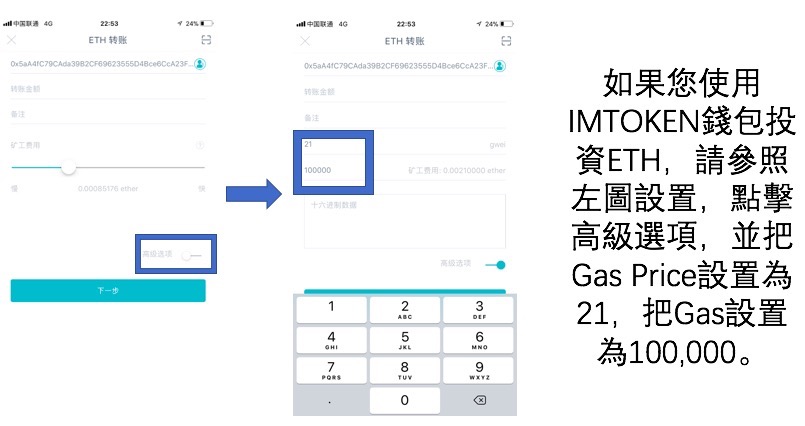 中国联通 4G 22:53 24%
ETH 转账
0x5aA4fC79CAda39B2CF69623555D4Bce6CcA23F...
转账金额
备注
矿工费用
慢 0.00085176 ether 快
高级选项
下一步
中国联通 4G 22:53 24%
ETH 转账
0x5aA4fC79CAda39B2CF69623555D4Bce6CcA23F...
转账金额
备注
21 gwei
100000 矿工费用: 0.00210000 ether
十六进制数据
高级选项
1 2 ABC 3 DEF
4 GHI 5 JKL 6 MNO
7 PQRS 8 TUV 9 WXYZ
. 0
如果您使用
IMTOKEN錢包投
資ETH，請參照
左圖設置，點擊
高級選項，並把
Gas Price設置為
21，把Gas設置
為100,000。